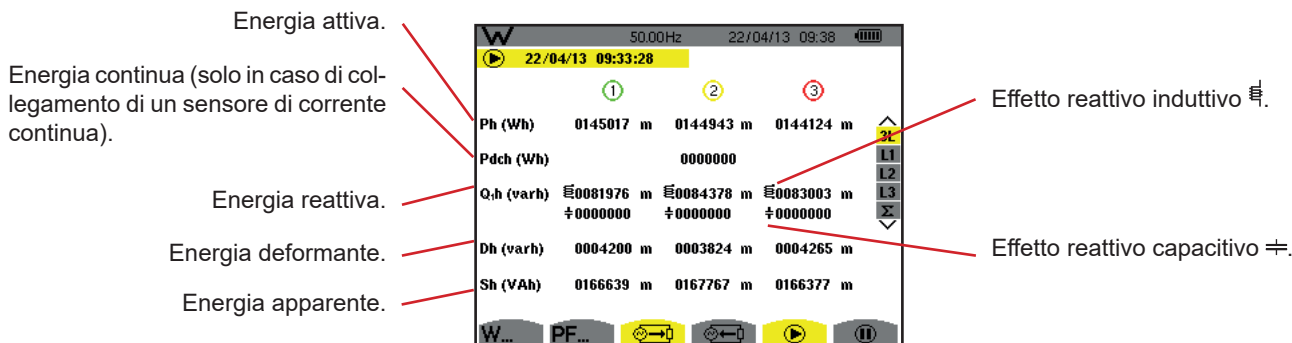 Energia attiva.
Energia continua (solo in caso di col-
legamento di un sensore di corrente
continua).
Energia reattiva.
Energia deformante.
Energia apparente.
W 50.00Hz 22/04/13 09:38
22/04/13 09:33:28
1 2 3
Ph (Wh) 0145017 m 0144943 m 0144124 m
Pdch (Wh) 0000000
Q₁h (varh) 0081976 m 0084378 m 0083003 m
0000000 0000000 0000000
Dh (varh) 0004200 m 0003824 m 0004265 m
Sh (VAh) 0166639 m 0167767 m 0166377 m
3L
L1
L2
L3
Σ
W... PF...
Effetto reattivo induttivo .
Effetto reattivo capacitivo .